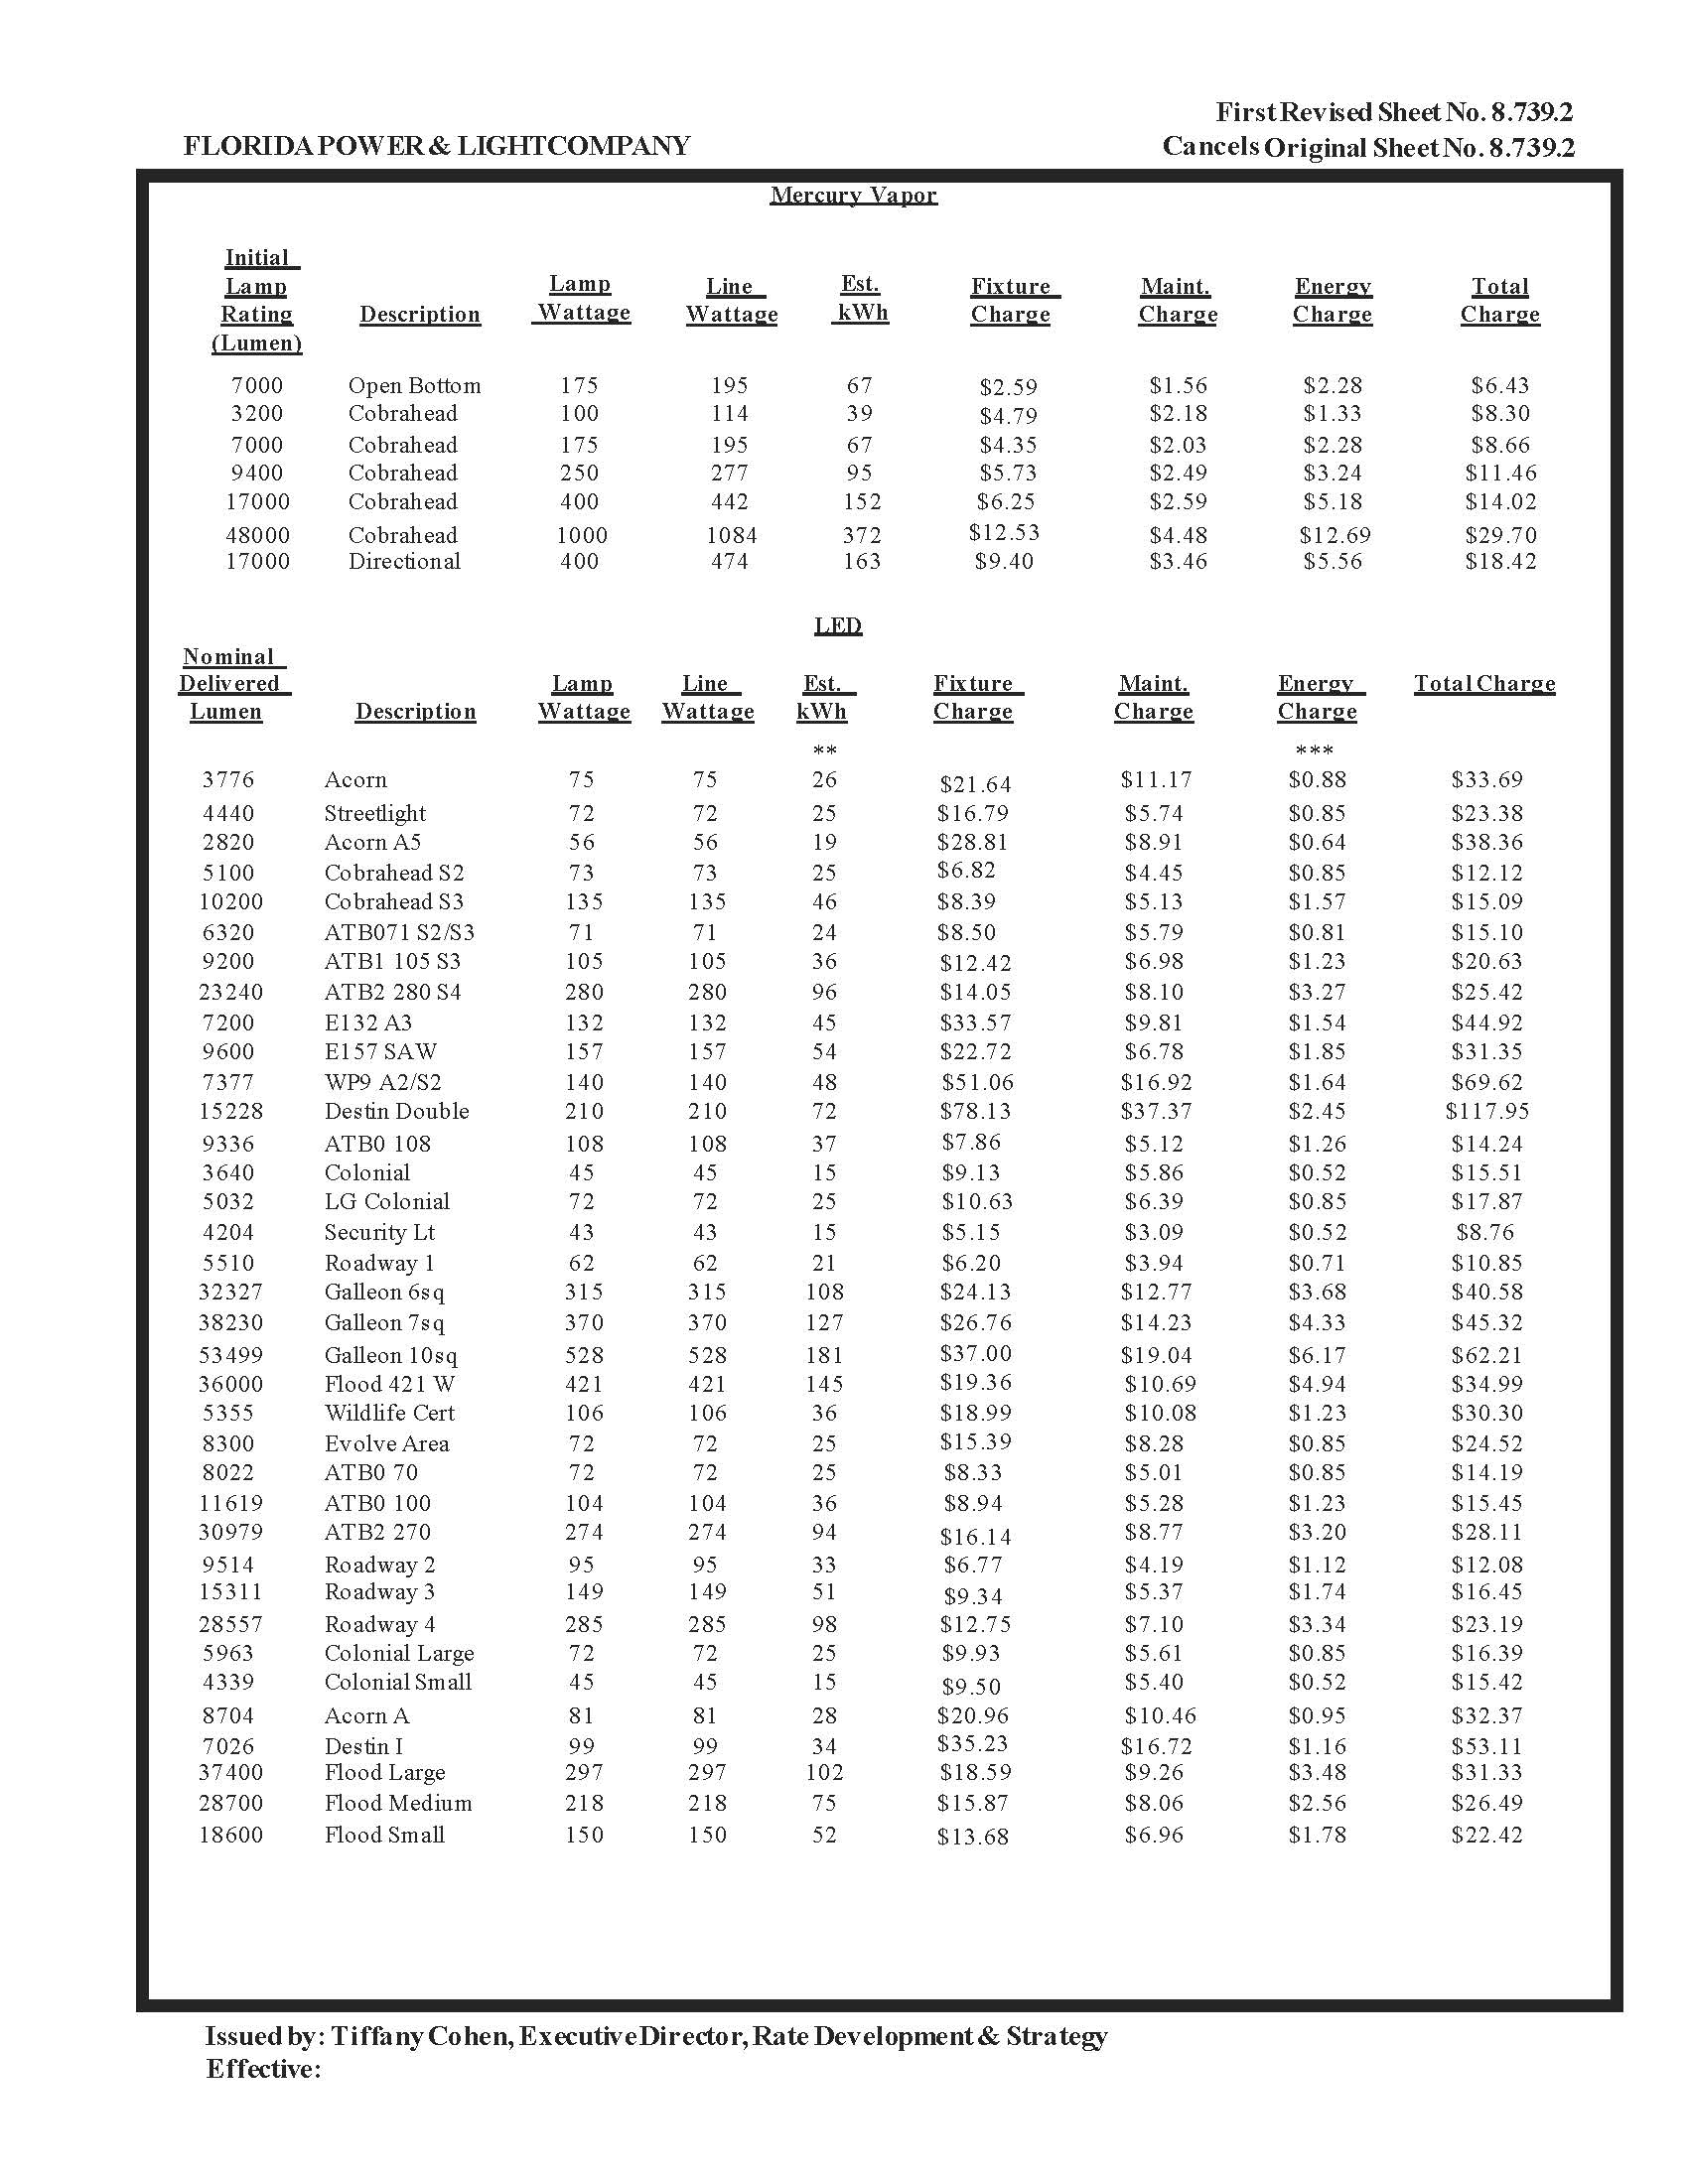 First Revised Sheet No. 8.739.2
FLORIDA POWER & LIGHT COMPANY Cancels Original Sheet No. 8.739.2
Mercury Vapor
Initial
Lamp
Rating
(Lumen) Description Lamp Wattage Line Wattage Est. kWh Fixture Charge Maint. Charge Energy Charge Total Charge
7000 Open Bottom 175 195 67 $2.59 $1.56 $2.28 $6.43
3200 Cobrahead 100 114 39 $4.79 $2.18 $1.33 $8.30
7000 Cobrahead 175 195 67 $4.35 $2.03 $2.28 $8.66
9400 Cobrahead 250 277 95 $5.73 $2.49 $3.24 $11.46
17000 Cobrahead 400 442 152 $6.25 $2.59 $5.18 $14.02
48000 Cobrahead 1000 1084 372 $12.53 $4.48 $12.69 $29.70
17000 Directional 400 474 163 $9.40 $3.46 $5.56 $18.42
LED
Nominal
Delivered Lamp Line Est. Fixture Maint. Energy Total Charge
Lumen Description Wattage Wattage kWh Charge Charge Charge
** ***
3776 Acorn 75 75 26 $21.64 $11.17 $0.88 $33.69
4440 Streetlight 72 72 25 $16.79 $5.74 $0.85 $23.38
2820 Acorn A5 56 56 19 $28.81 $8.91 $0.64 $38.36
5100 Cobrahead S2 73 73 25 $6.82 $4.45 $0.85 $12.12
10200 Cobrahead S3 135 135 46 $8.39 $5.13 $1.57 $15.09
6320 ATB071 S2/S3 71 71 24 $8.50 $5.79 $0.81 $15.10
9200 ATB1 105 S3 105 105 36 $12.42 $6.98 $1.23 $20.63
23240 ATB2 280 S4 280 280 96 $14.05 $8.10 $3.27 $25.42
7200 E132 A3 132 132 45 $33.57 $9.81 $1.54 $44.92
9600 E157 SAW 157 157 54 $22.72 $6.78 $1.85 $31.35
7377 WP9 A2/S2 140 140 48 $51.06 $16.92 $1.64 $69.62
15228 Destin Double 210 210 72 $78.13 $37.37 $2.45 $117.95
9336 ATB0 108 108 108 37 $7.86 $5.12 $1.26 $14.24
3640 Colonial 45 45 15 $9.13 $5.86 $0.52 $15.51
5032 LG Colonial 72 72 25 $10.63 $6.39 $0.85 $17.87
4204 Security Lt 43 43 15 $5.15 $3.09 $0.52 $8.76
5510 Roadway 1 62 62 21 $6.20 $3.94 $0.71 $10.85
32327 Galleon 6sq 315 315 108 $24.13 $12.77 $3.68 $40.58
38230 Galleon 7sq 370 370 127 $26.76 $14.23 $4.33 $45.32
53499 Galleon 10sq 528 528 181 $37.00 $19.04 $6.17 $62.21
36000 Flood 421 W 421 421 145 $19.36 $10.69 $4.94 $34.99
5355 Wildlife Cert 106 106 36 $18.99 $10.08 $1.23 $30.30
8300 Evolve Area 72 72 25 $15.39 $8.28 $0.85 $24.52
8022 ATB0 70 72 72 25 $8.33 $5.01 $0.85 $14.19
11619 ATB0 100 104 104 36 $8.94 $5.28 $1.23 $15.45
30979 ATB2 270 274 274 94 $16.14 $8.77 $3.20 $28.11
9514 Roadway 2 95 95 33 $6.77 $4.19 $1.12 $12.08
15311 Roadway 3 149 149 51 $9.34 $5.37 $1.74 $16.45
28557 Roadway 4 285 285 98 $12.75 $7.10 $3.34 $23.19
5963 Colonial Large 72 72 25 $9.93 $5.61 $0.85 $16.39
4339 Colonial Small 45 45 15 $9.50 $5.40 $0.52 $15.42
8704 Acorn A 81 81 28 $20.96 $10.46 $0.95 $32.37
7026 Destin I 99 99 34 $35.23 $16.72 $1.16 $53.11
37400 Flood Large 297 297 102 $18.59 $9.26 $3.48 $31.33
28700 Flood Medium 218 218 75 $15.87 $8.06 $2.56 $26.49
18600 Flood Small 150 150 52 $13.68 $6.96 $1.78 $22.42
Issued by: Tiffany Cohen, Executive Director, Rate Development & Strategy
Effective: